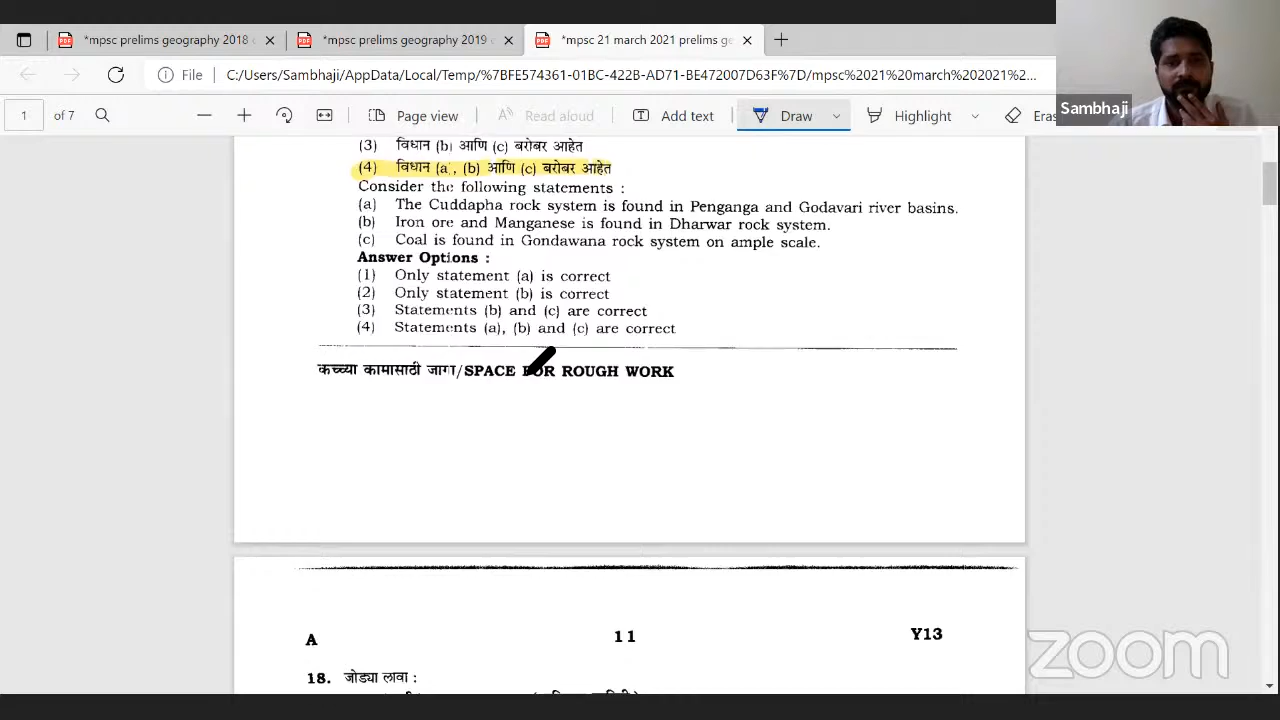 *mpsc prelims geography 2018 c
*mpsc prelims geography 2019 v
*mpsc 21 march 2021 prelims ge
File
C:/Users/Sambhaji/AppData/Local/Temp/%7BFE574361-01BC-422B-AD71-BE472007D63F%7D/mpsc%2021%20march%202021%2...
Sambhaji
1 of 7
Page view
Read aloud
Add text
Draw
Highlight
Eras
(3) विधान (b) आणि (c) बरोबर आहेत
(4) विधान (a), (b) आणि (c) बरोबर आहेत
Consider the following statements :
(a) The Cuddapha rock system is found in Penganga and Godavari river basins.
(b) Iron ore and Manganese is found in Dharwar rock system.
(c) Coal is found in Gondawana rock system on ample scale.
Answer Options :
(1) Only statement (a) is correct
(2) Only statement (b) is correct
(3) Statements (b) and (c) are correct
(4) Statements (a), (b) and (c) are correct
कच्च्या कामासाठी जागा/SPACE FOR ROUGH WORK
A 11 Y13
18. जोड्या लावा :
zoom